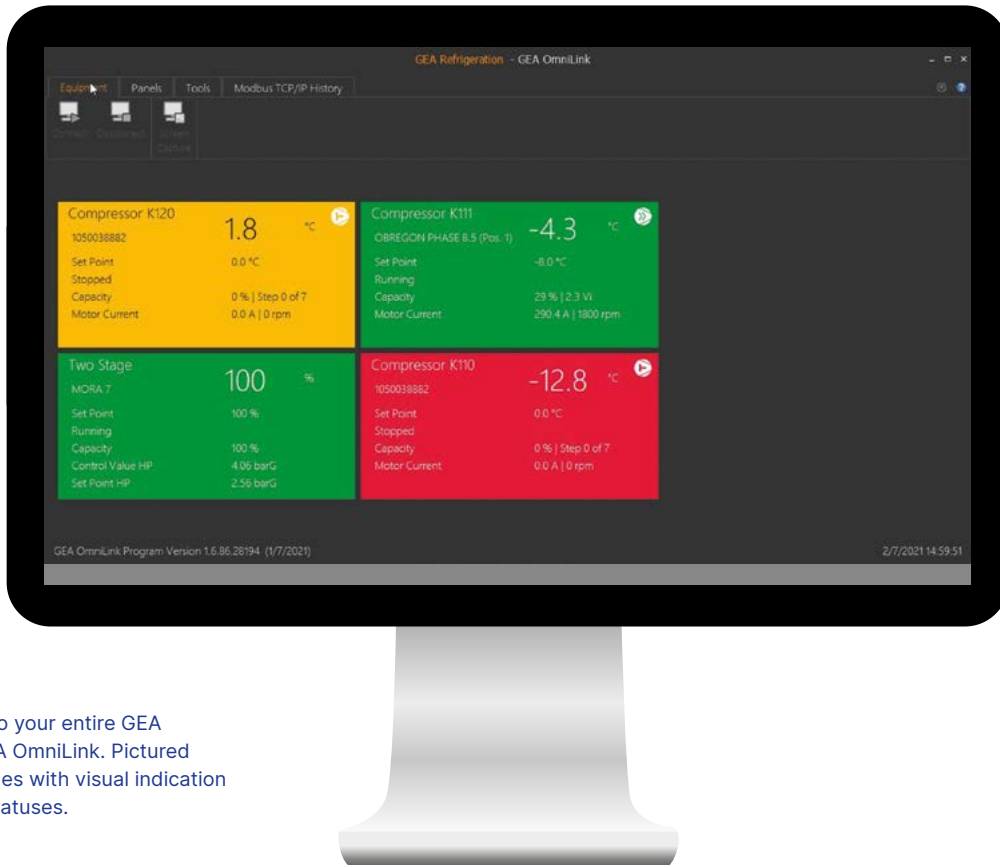 GEA Refrigeration - GEA OmniLink
Equipment Panels Tools Modbus TCP/IP History
Connect Disconnect Screen
Capture
Compressor K120
1050038882
1.8 °C
Set Point 0.0 °C
Stopped
Capacity 0 % | Step 0 of 7
Motor Current 0.0 A | 0 rpm
Compressor K111
OBREGON PHASE 8.5 (Pos. 1)
-4.3 °C
Set Point -8.0 °C
Running
Capacity 29 % | 2.3 Vi
Motor Current 290.4 A | 1800 rpm
Two Stage
MORA 7
100 %
Set Point 100 %
Running
Capacity 100 %
Control Value HP 4.06 barG
Set Point HP 2.56 barG
Compressor K110
1050038882
-12.8 °C
Set Point 0.0 °C
Stopped
Capacity 0 % | Step 0 of 7
Motor Current 0.0 A | 0 rpm
GEA OmniLink Program Version 1.6.86.28194 (1/7/2021)
2/7/2021 14:59:51
o your entire GEA
A OmniLink. Pictured
es with visual indication
atuses.